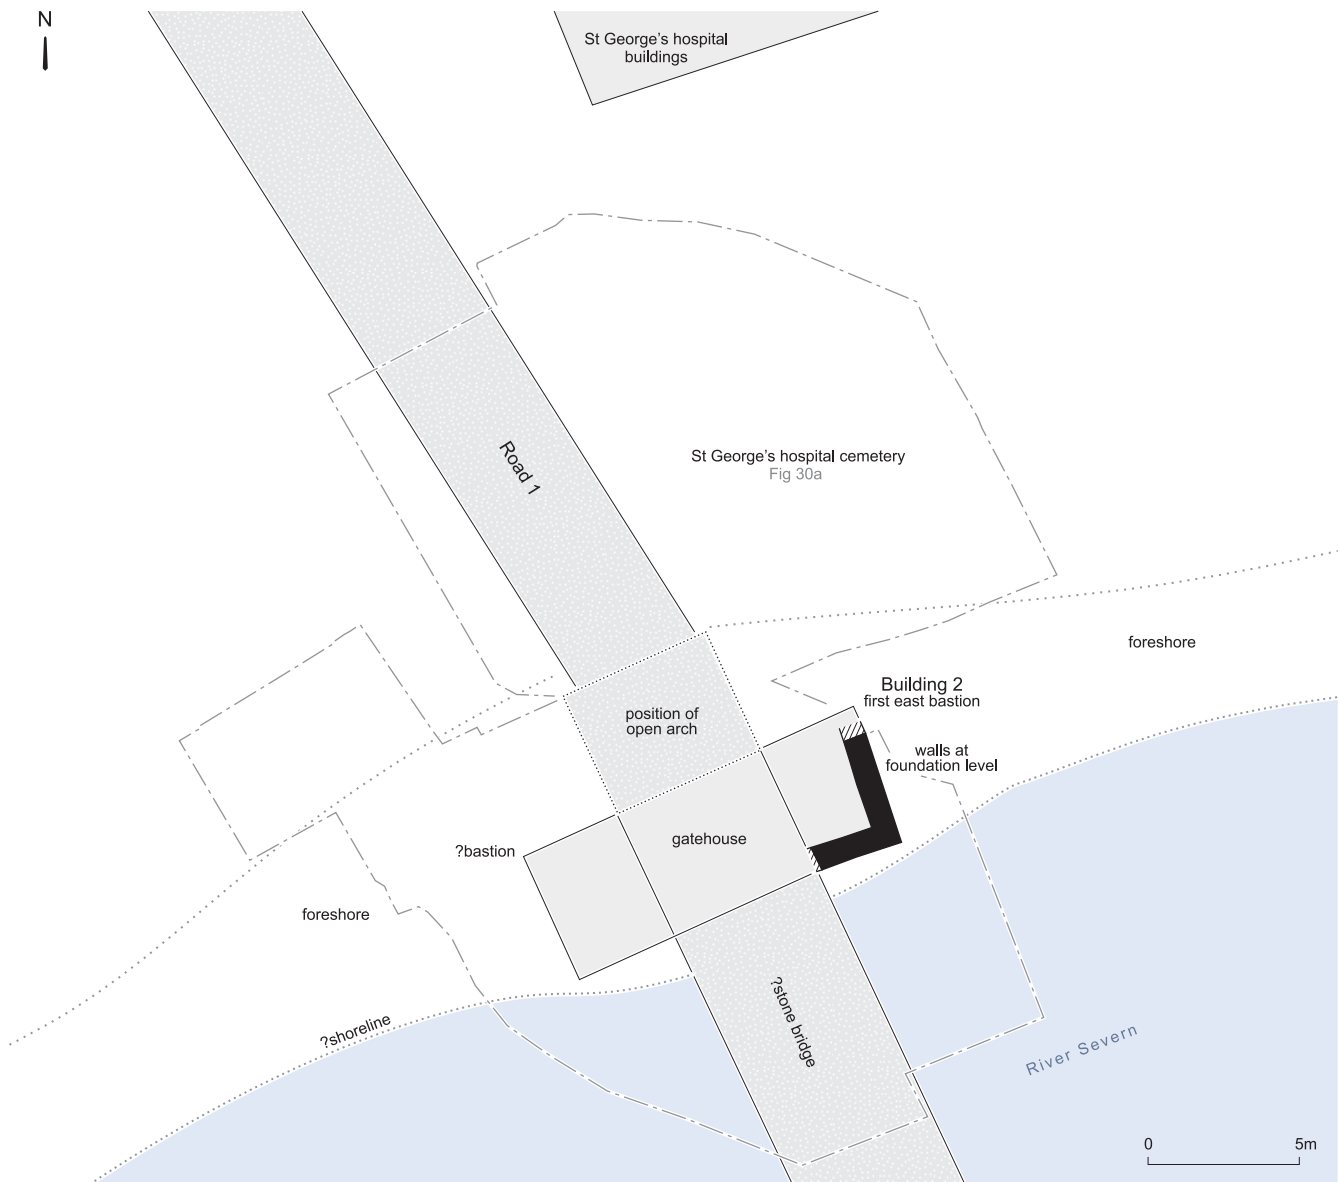 N
St George’s hospital
buildings
Road 1
St George’s hospital cemetery
Fig 30a
foreshore
Building 2
first east bastion
position of
open arch
walls at
foundation level
gatehouse
?bastion
foreshore
?stone bridge
?shoreline
River Severn
0 5m